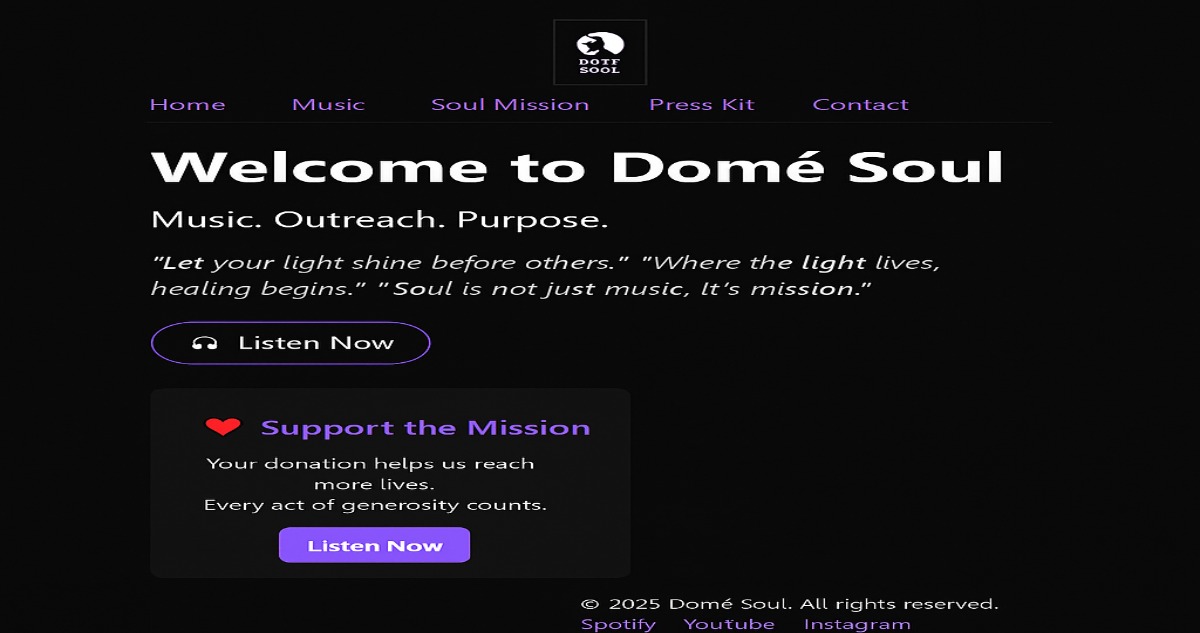 DOTF
SOOL
Home Music Soul Mission Press Kit Contact
Welcome to Domé Soul
Music. Outreach. Purpose.
"Let your light shine before others." "Where the light lives,
healing begins." "Soul is not just music, It's mission."
Listen Now
Support the Mission
Your donation helps us reach
more lives.
Every act of generosity counts.
Listen Now
© 2025 Domé Soul. All rights reserved.
Spotify Youtube Instagram